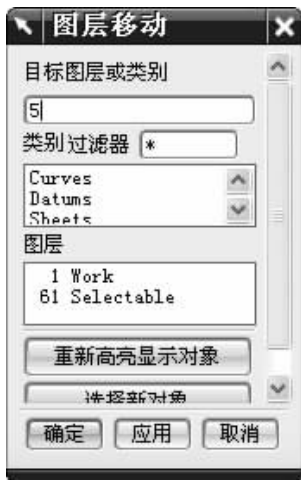 图层移动
目标图层或类别
5
类别过滤器 *
Curves
Datums
Sheets
图层
1 Work
61 Selectable
重新高亮显示对象
选择新对象
确定 应用 取消